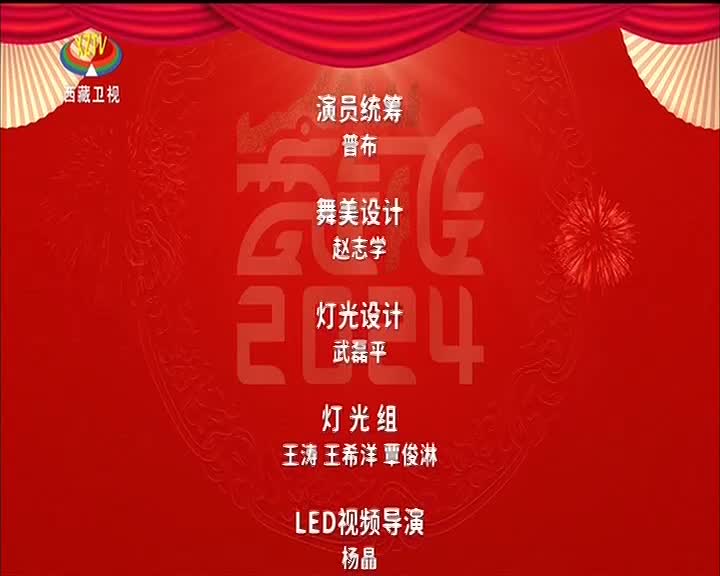 XZTV
西藏卫视
演员统筹
普布
舞美设计
赵志学
灯光设计
武磊平
灯光组
王涛 王希洋 覃俊淋
LED视频导演
杨晶
2024